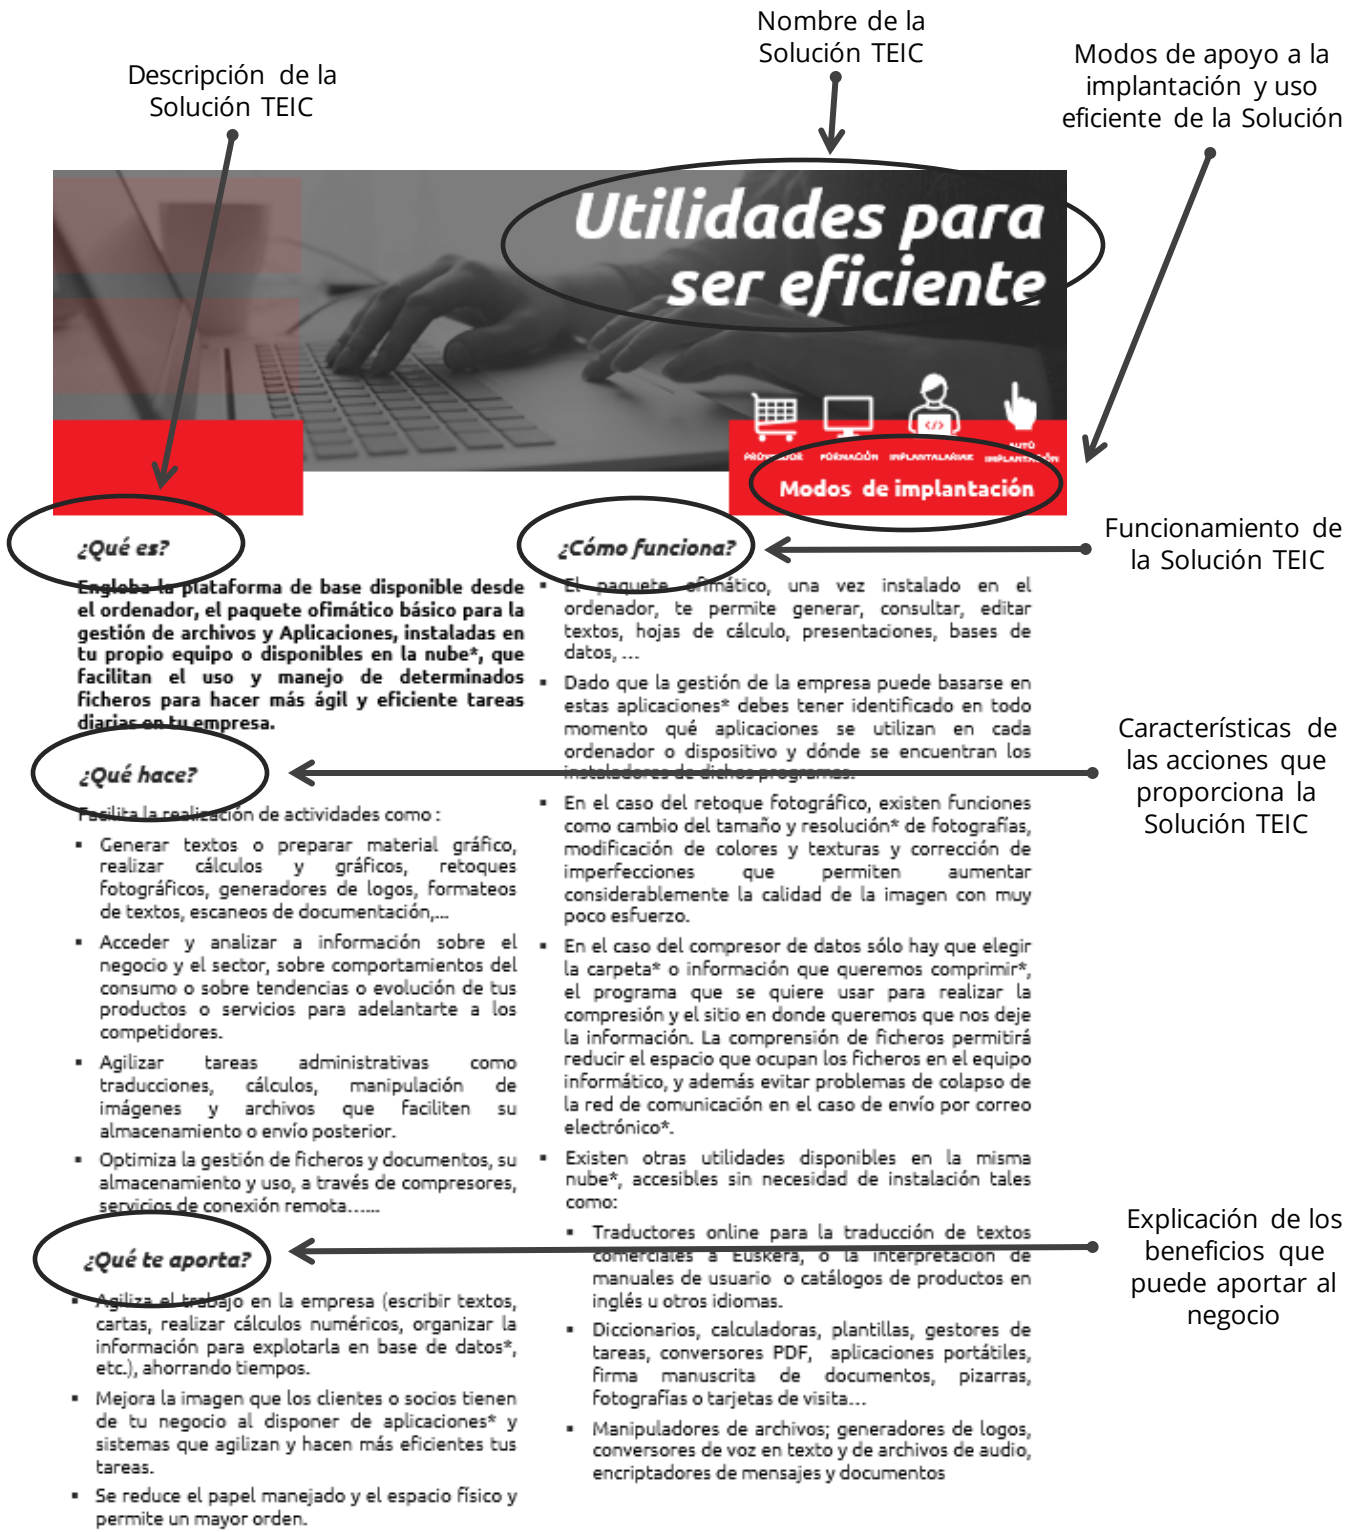 Nombre de la
Solución TEIC
Descripción de la
Solución TEIC
Modos de apoyo a la
implantación y uso
eficiente de la Solución
Utilidades para
ser eficiente
PROVEEDOR
FORMACIÓN
IMPLANTALARIAK
AUTO
IMPLANTACIÓN
Modos de implantación
¿Qué es?
Engloba la plataforma de base disponible desde
el ordenador, el paquete ofimático básico para la
gestión de archivos y Aplicaciones, instaladas en
tu propio equipo o disponibles en la nube*, que
facilitan el uso y manejo de determinados
ficheros para hacer más ágil y eficiente tareas
diarias en tu empresa.
¿Qué hace?
Facilita la realización de actividades como :
▪ Generar textos o preparar material gráfico,
realizar cálculos y gráficos, retoques
fotográficos, generadores de logos, formateos
de textos, escaneos de documentación,...
▪ Acceder y analizar a información sobre el
negocio y el sector, sobre comportamientos del
consumo o sobre tendencias o evolución de tus
productos o servicios para adelantarte a los
competidores.
▪ Agilizar tareas administrativas como
traducciones, cálculos, manipulación de
imágenes y archivos que faciliten su
almacenamiento o envío posterior.
▪ Optimiza la gestión de ficheros y documentos, su
almacenamiento y uso, a través de compresores,
servicios de conexión remota…...
¿Qué te aporta?
▪ Agiliza el trabajo en la empresa (escribir textos,
cartas, realizar cálculos numéricos, organizar la
información para explotarla en base de datos*,
etc.), ahorrando tiempos.
▪ Mejora la imagen que los clientes o socios tienen
de tu negocio al disponer de aplicaciones* y
sistemas que agilizan y hacen más eficientes tus
tareas.
▪ Se reduce el papel manejado y el espacio físico y
permite un mayor orden.
¿Cómo funciona?
▪ El paquete ofimático, una vez instalado en el
ordenador, te permite generar, consultar, editar
textos, hojas de cálculo, presentaciones, bases de
datos, …
▪ Dado que la gestión de la empresa puede basarse en
estas aplicaciones* debes tener identificado en todo
momento qué aplicaciones se utilizan en cada
ordenador o dispositivo y dónde se encuentran los
instaladores de dichos programas.
▪ En el caso del retoque fotográfico, existen funciones
como cambio del tamaño y resolución* de fotografías,
modificación de colores y texturas y corrección de
imperfecciones que permiten aumentar
considerablemente la calidad de la imagen con muy
poco esfuerzo.
▪ En el caso del compresor de datos sólo hay que elegir
la carpeta* o información que queremos comprimir*,
el programa que se quiere usar para realizar la
compresión y el sitio en donde queremos que nos deje
la información. La comprensión de ficheros permitirá
reducir el espacio que ocupan los ficheros en el equipo
informático, y además evitar problemas de colapso de
la red de comunicación en el caso de envío por correo
electrónico*.
▪ Existen otras utilidades disponibles en la misma
nube*, accesibles sin necesidad de instalación tales
como:
▪ Traductores online para la traducción de textos
comerciales a Euskera, o la interpretación de
manuales de usuario o catálogos de productos en
inglés u otros idiomas.
▪ Diccionarios, calculadoras, plantillas, gestores de
tareas, conversores PDF, aplicaciones portátiles,
firma manuscrita de documentos, pizarras,
fotografías o tarjetas de visita…
▪ Manipuladores de archivos; generadores de logos,
conversores de voz en texto y de archivos de audio,
encriptadores de mensajes y documentos
Funcionamiento de
la Solución TEIC
Características de
las acciones que
proporciona la
Solución TEIC
Explicación de los
beneficios que
puede aportar al
negocio